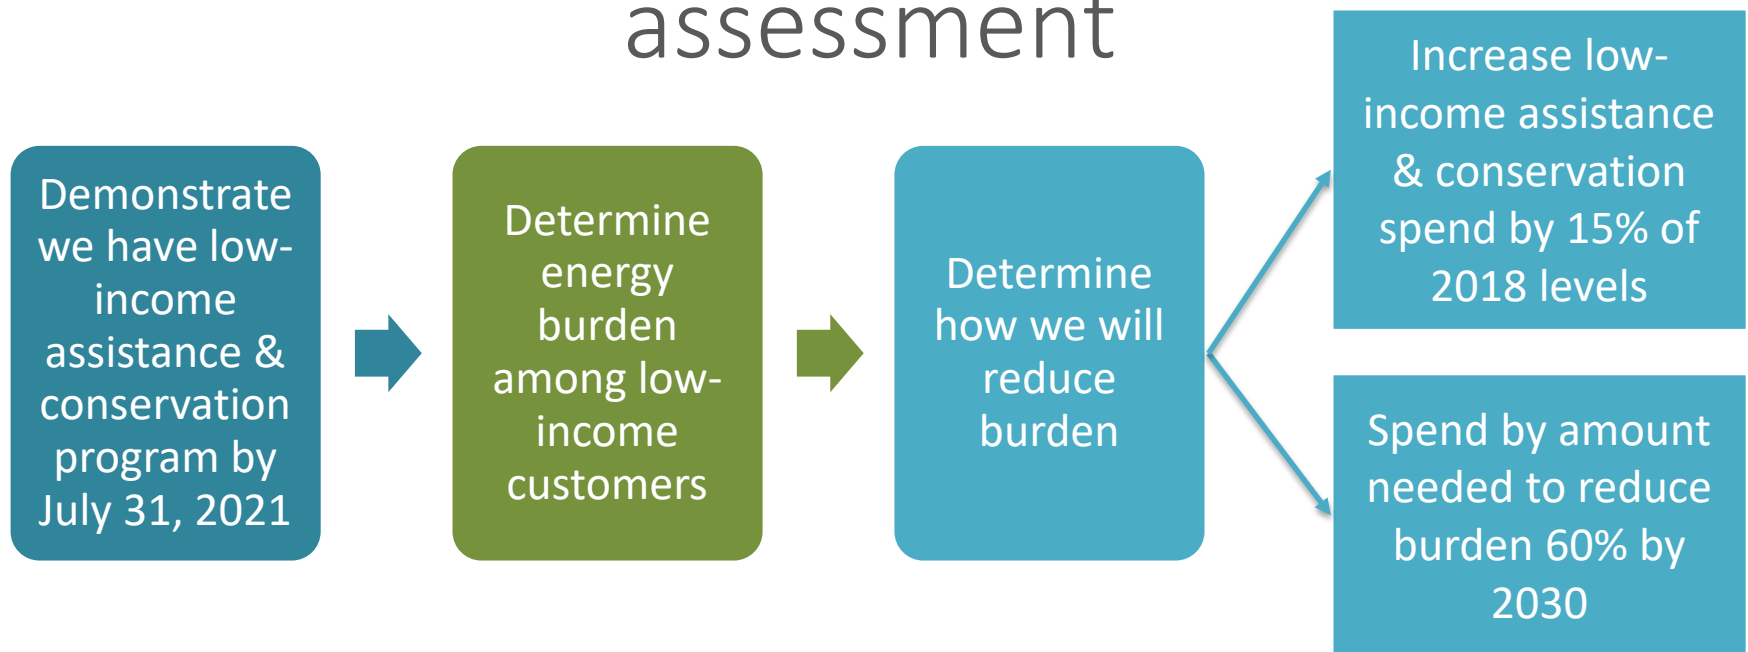 assessment
Demonstrate
we have low-
income
assistance &
conservation
program by
July 31, 2021
Determine
energy
burden
among low-
income
customers
Determine
how we will
reduce
burden
Increase low-
income assistance
& conservation
spend by 15% of
2018 levels
Spend by amount
needed to reduce
burden 60% by
2030